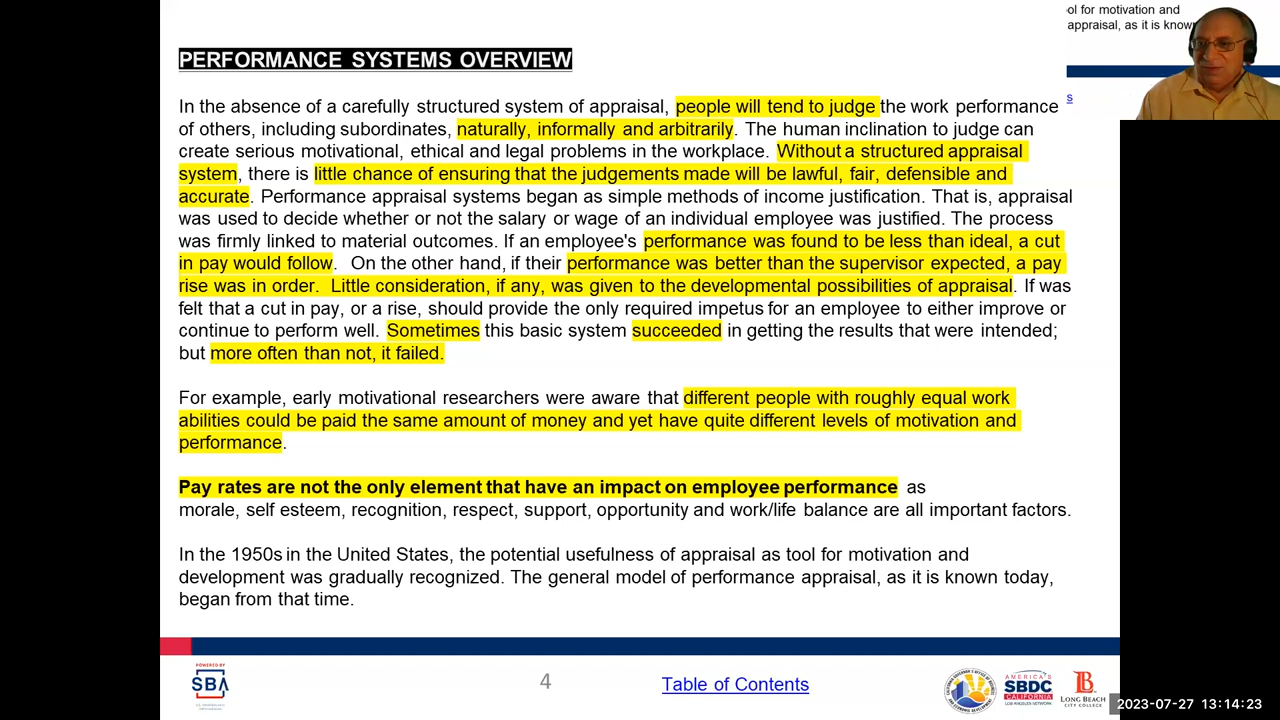 ol for motivation and
appraisal, as it is known
s
PERFORMANCE SYSTEMS OVERVIEW
In the absence of a carefully structured system of appraisal, people will tend to judge the work performance
of others, including subordinates, naturally, informally and arbitrarily. The human inclination to judge can
create serious motivational, ethical and legal problems in the workplace. Without a structured appraisal
system, there is little chance of ensuring that the judgements made will be lawful, fair, defensible and
accurate. Performance appraisal systems began as simple methods of income justification. That is, appraisal
was used to decide whether or not the salary or wage of an individual employee was justified. The process
was firmly linked to material outcomes. If an employee's performance was found to be less than ideal, a cut
in pay would follow. On the other hand, if their performance was better than the supervisor expected, a pay
rise was in order. Little consideration, if any, was given to the developmental possibilities of appraisal. If was
felt that a cut in pay, or a rise, should provide the only required impetus for an employee to either improve or
continue to perform well. Sometimes this basic system succeeded in getting the results that were intended;
but more often than not, it failed.
For example, early motivational researchers were aware that different people with roughly equal work
abilities could be paid the same amount of money and yet have quite different levels of motivation and
performance.
Pay rates are not the only element that have an impact on employee performance as
morale, self esteem, recognition, respect, support, opportunity and work/life balance are all important factors.
In the 1950s in the United States, the potential usefulness of appraisal as tool for motivation and
development was gradually recognized. The general model of performance appraisal, as it is known today,
began from that time.
POWERED BY
SBA
4
Table of Contents
AMERICA'S
SBDC
CALIFORNIA
LOS ANGELES NETWORK
LONG BEACH
CITY COLLEGE
2023-07-27 13:14:23